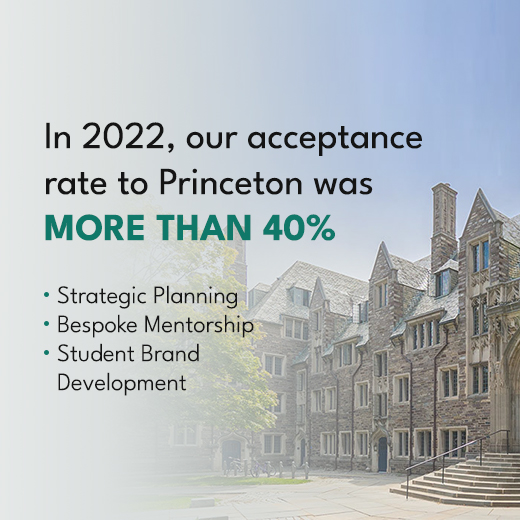 In 2022, our acceptance
rate to Princeton was
MORE THAN 40%
• Strategic Planning
• Bespoke Mentorship
• Student Brand
Development